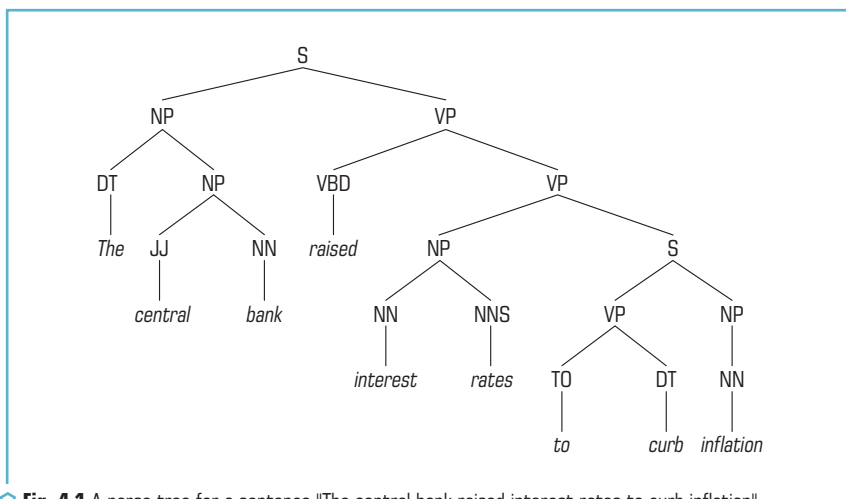 S
NP VP
DT NP VBD VP
The JJ NN raised NP S
central bank NN NNS VP NP
interest rates TO DT NN
to curb inflation
Fig. 4.1 A parse tree for a sentence "The central bank raised interest rates to curb inflation"